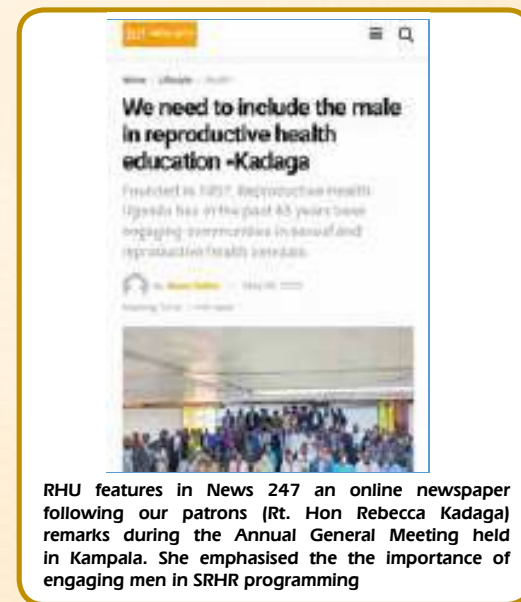 We need to include the male
in reproductive health
education -Kadaga
Founded in 1957, Reproductive Health
Uganda has in the past 65 years been
engaging communities in sexual and
reproductive health services.
RHU features in News 247 an online newspaper
following our patrons (Rt. Hon Rebecca Kadaga)
remarks during the Annual General Meeting held
in Kampala. She emphasised the the importance of
engaging men in SRHR programming